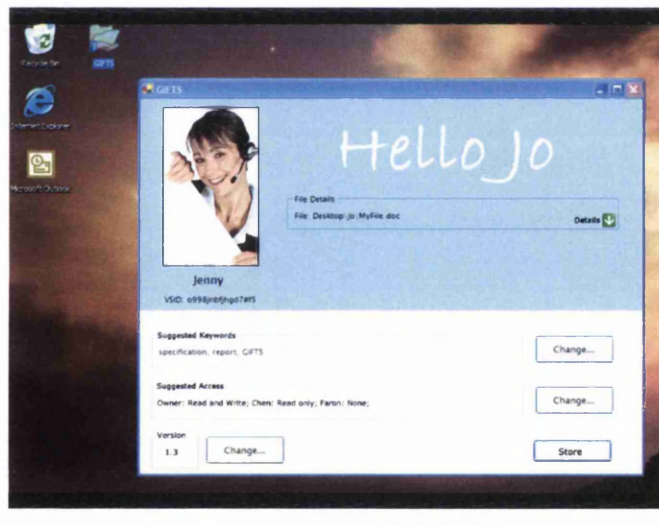 Recycle Bin
GIFTS
Internet Explorer
Microsoft Outlook
GIFTS
Hello Jo
File Details
File: Desktop\Jo\MyFile.doc
Details
Jenny
Suggested Keywords
specification, report, GIFTS
Change...
Suggested Access
Owner: Read and Write; Chen: Read only; Faron: None;
Change...
Version
1.3
Change...
Store